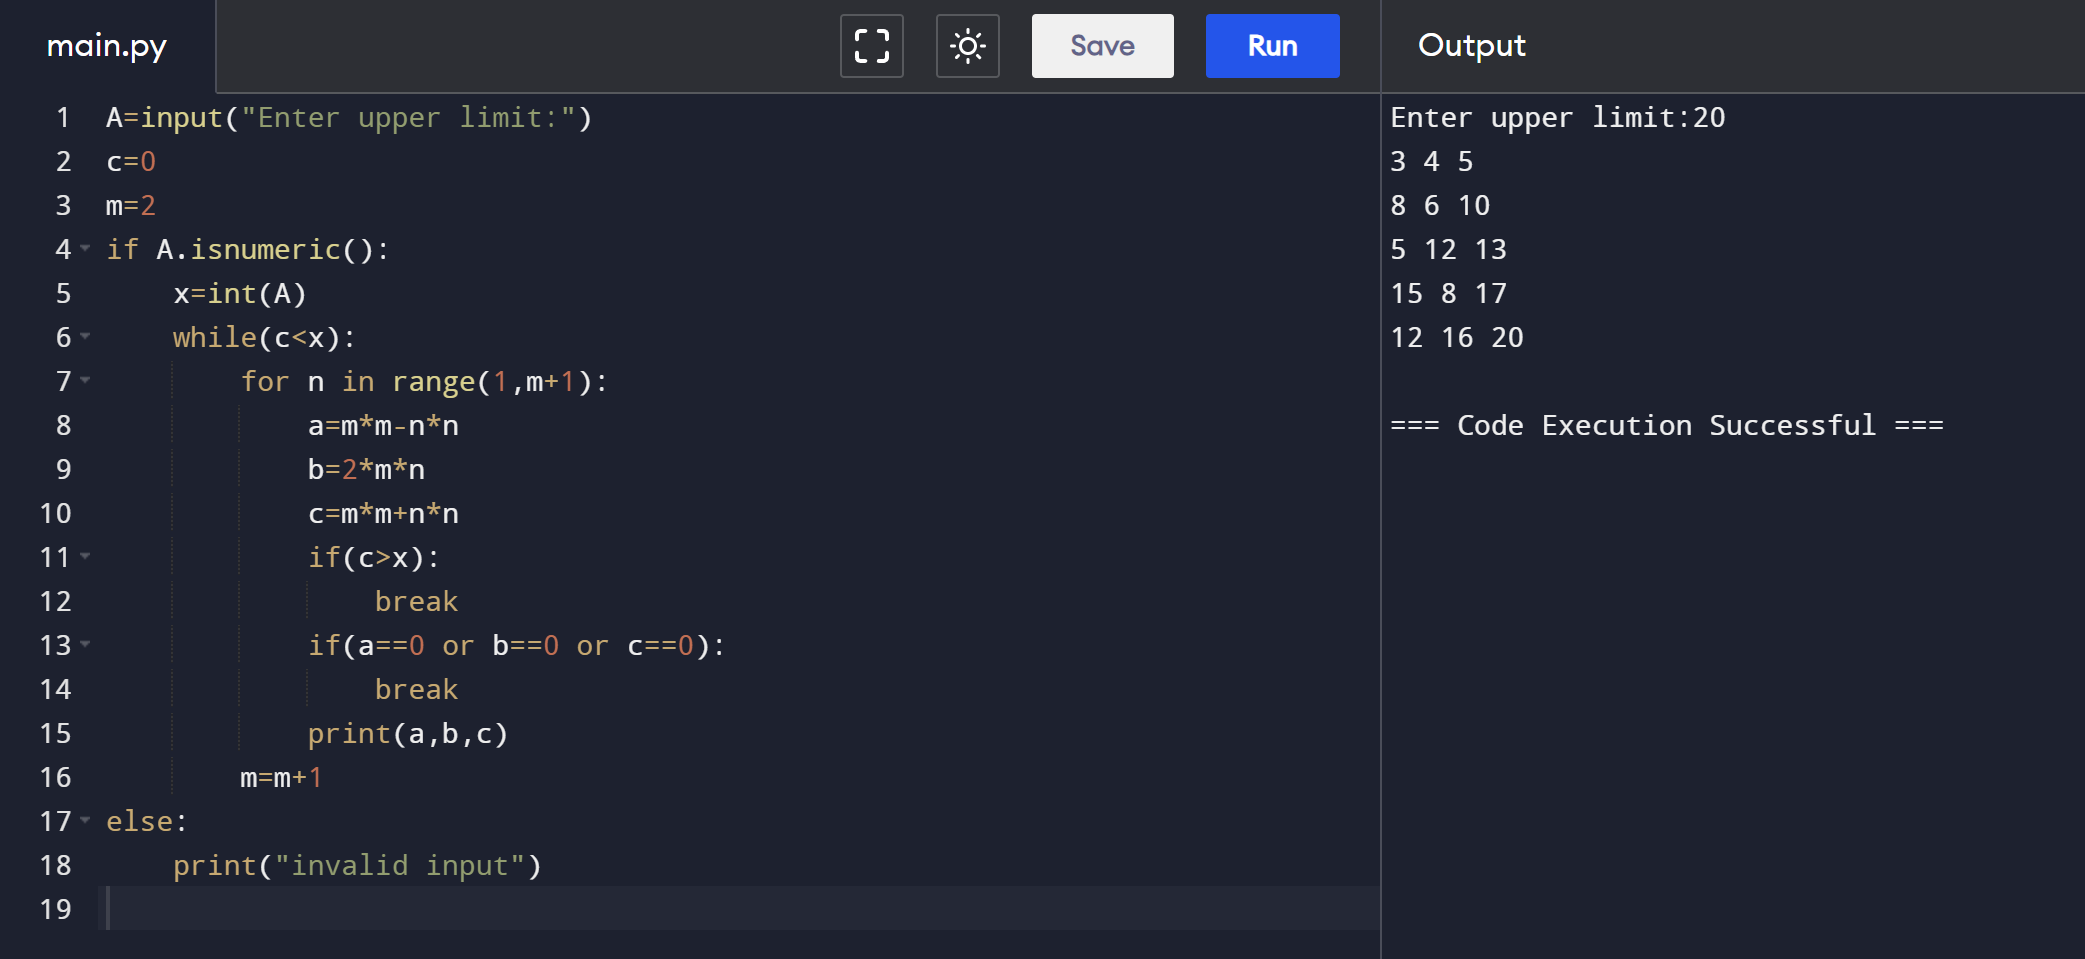 main.py
Save
Run
Output
1 A=input("Enter upper limit:")
2 c=0
3 m=2
4 if A.isnumeric():
5     x=int(A)
6     while(c<x):
7         for n in range(1,m+1):
8             a=m*m-n*n
9             b=2*m*n
10             c=m*m+n*n
11             if(c>x):
12                 break
13             if(a==0 or b==0 or c==0):
14                 break
15             print(a,b,c)
16         m=m+1
17 else:
18     print("invalid input")
19
Enter upper limit:20
3 4 5
8 6 10
5 12 13
15 8 17
12 16 20
=== Code Execution Successful ===